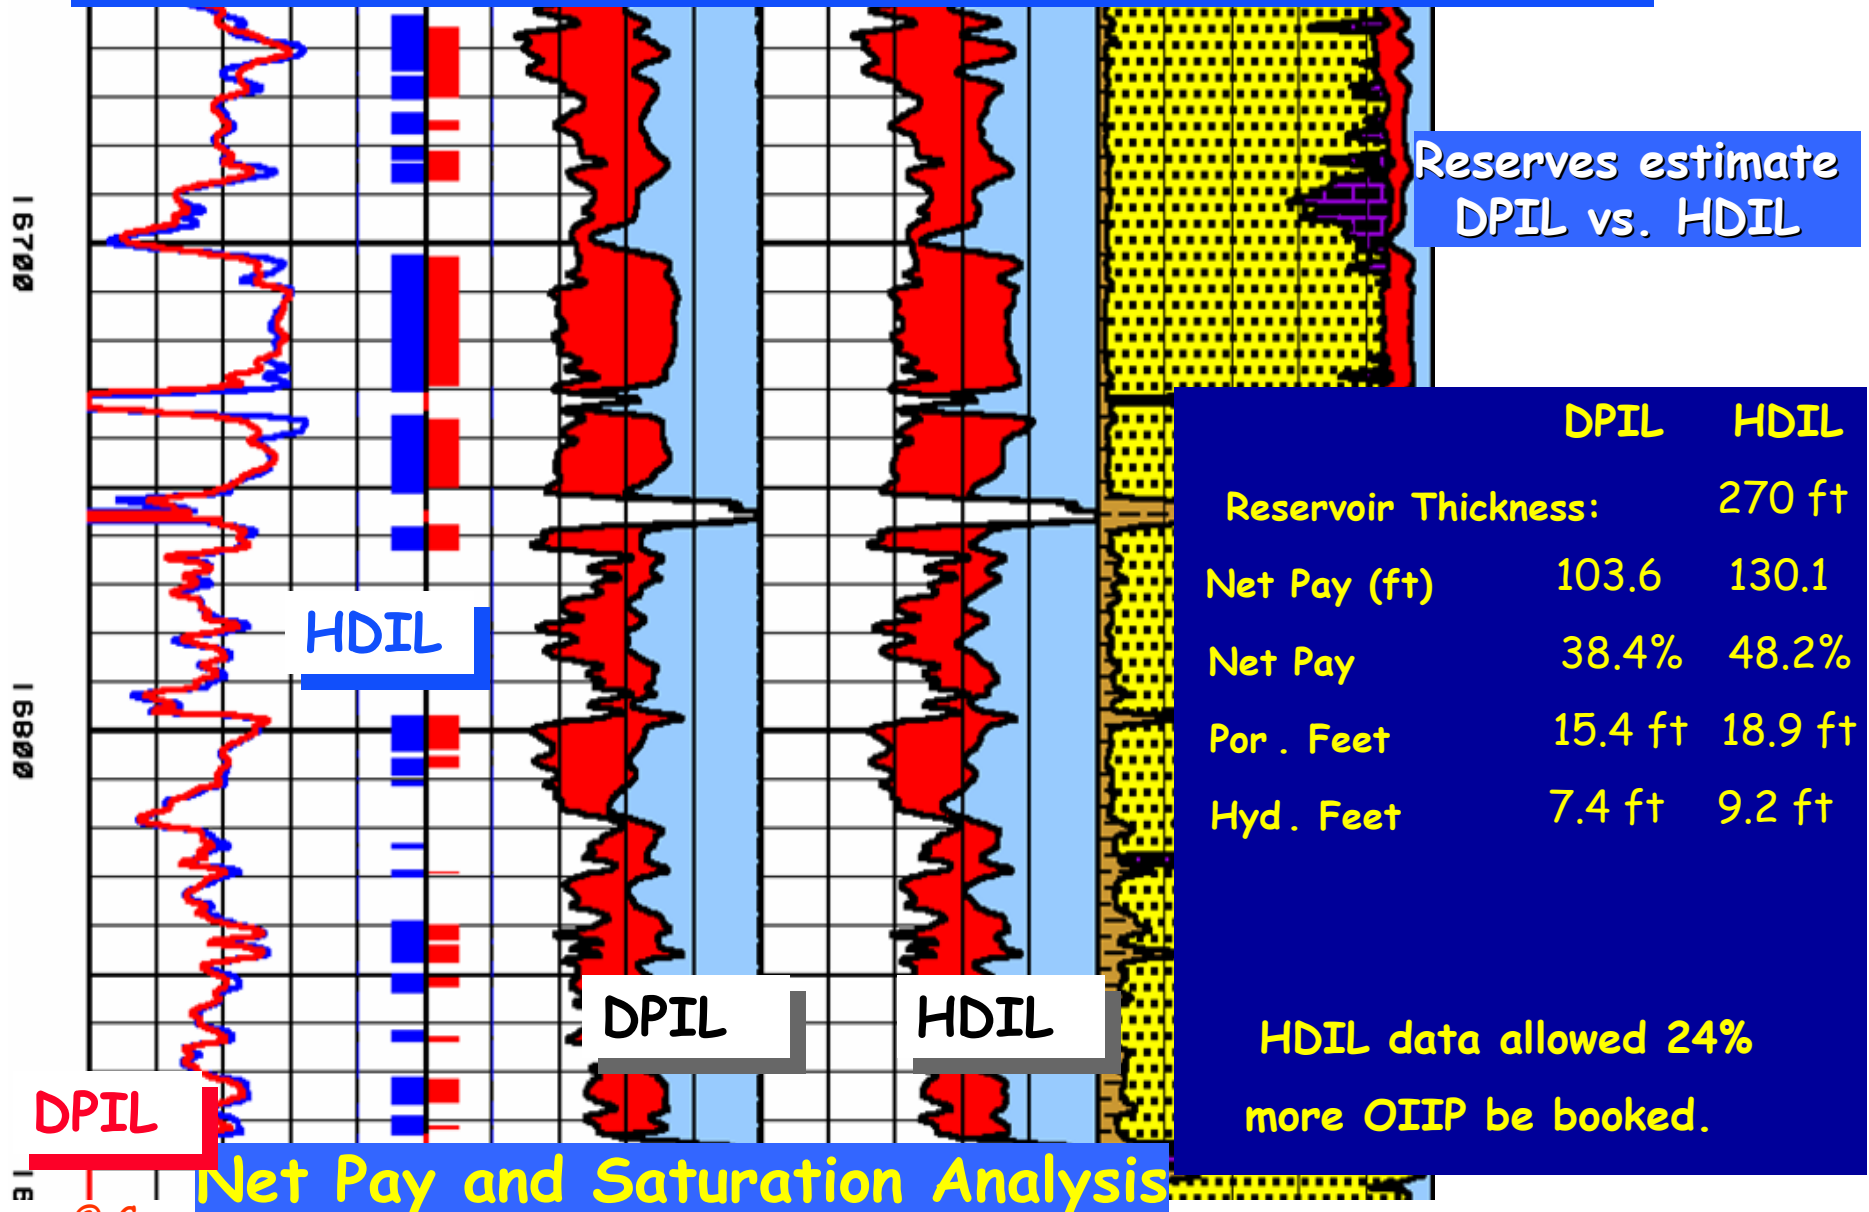 16700
16800
Reserves estimate
DPIL vs. HDIL
DPIL HDIL
Reservoir Thickness: 270 ft
Net Pay (ft) 103.6 130.1
Net Pay 38.4% 48.2%
Por. Feet 15.4 ft 18.9 ft
Hyd. Feet 7.4 ft 9.2 ft
HDIL data allowed 24%
more OIIP be booked.
HDIL
DPIL
HDIL
DPIL
Net Pay and Saturation Analysis